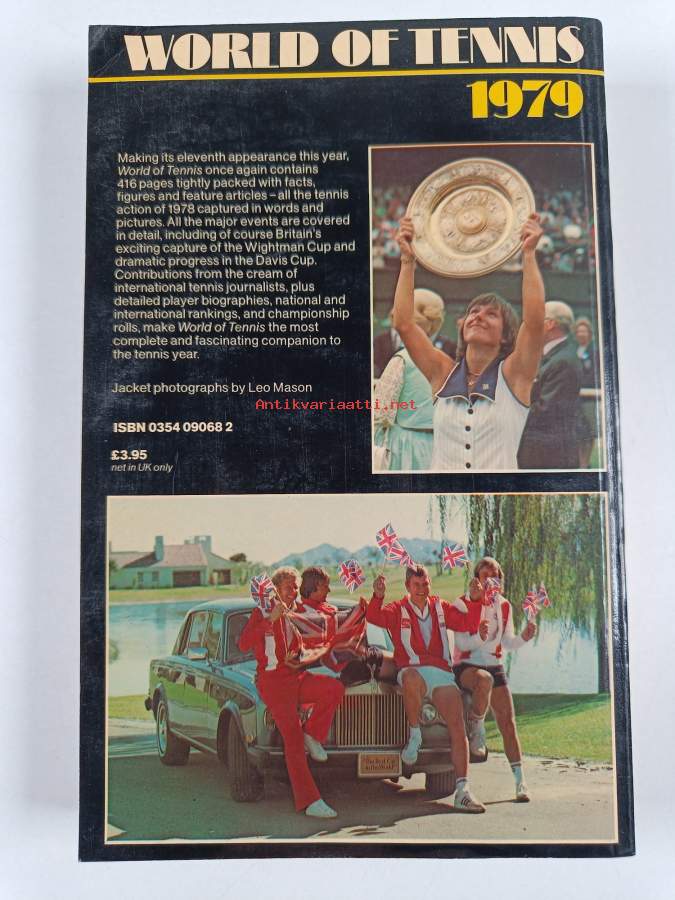 WORLD OF TENNIS
1979
Making its eleventh appearance this year,
World of Tennis once again contains
416 pages tightly packed with facts,
figures and feature articles – all the tennis
action of 1978 captured in words and
pictures. All the major events are covered
in detail, including of course Britain's
exciting capture of the Wightman Cup and
dramatic progress in the Davis Cup.
Contributions from the cream of
international tennis journalists, plus
detailed player biographies, national and
international rankings, and championship
rolls, make World of Tennis the most
complete and fascinating companion to
the tennis year.
Jacket photographs by Leo Mason
Antikvariaatti.net
ISBN 0354 09068 2
£3.95
net in UK only